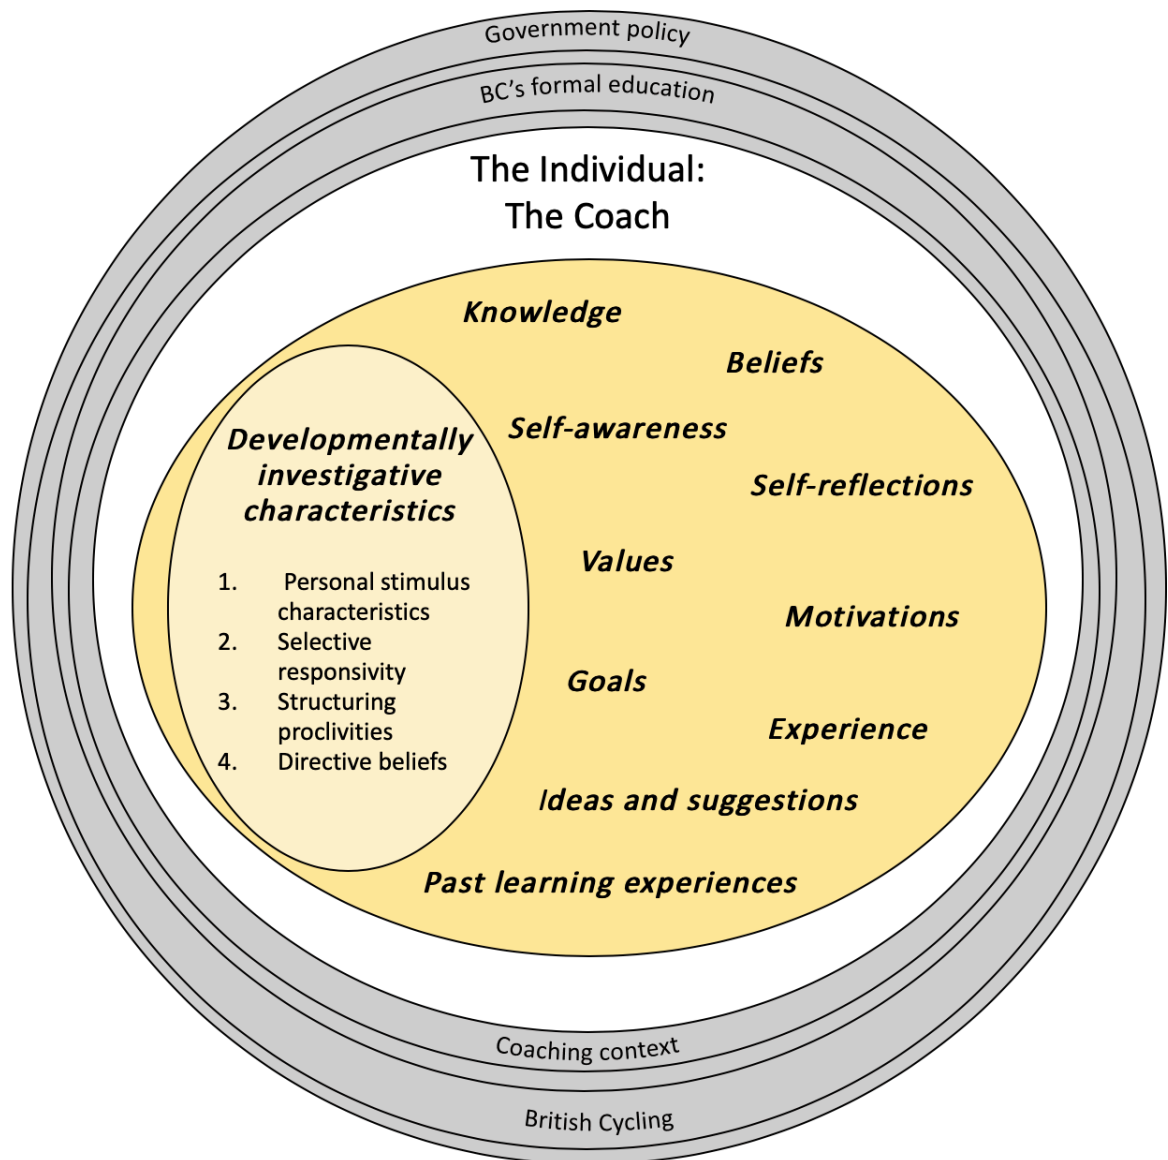 Government policy
BC's formal education
The Individual:
The Coach
Knowledge
Beliefs
Self-awareness
Self-reflections
Values
Motivations
Goals
Experience
Ideas and suggestions
Past learning experiences
Developmentally
investigative
characteristics
1. Personal stimulus
characteristics
2. Selective
responsivity
3. Structuring
proclivities
4. Directive beliefs
Coaching context
British Cycling